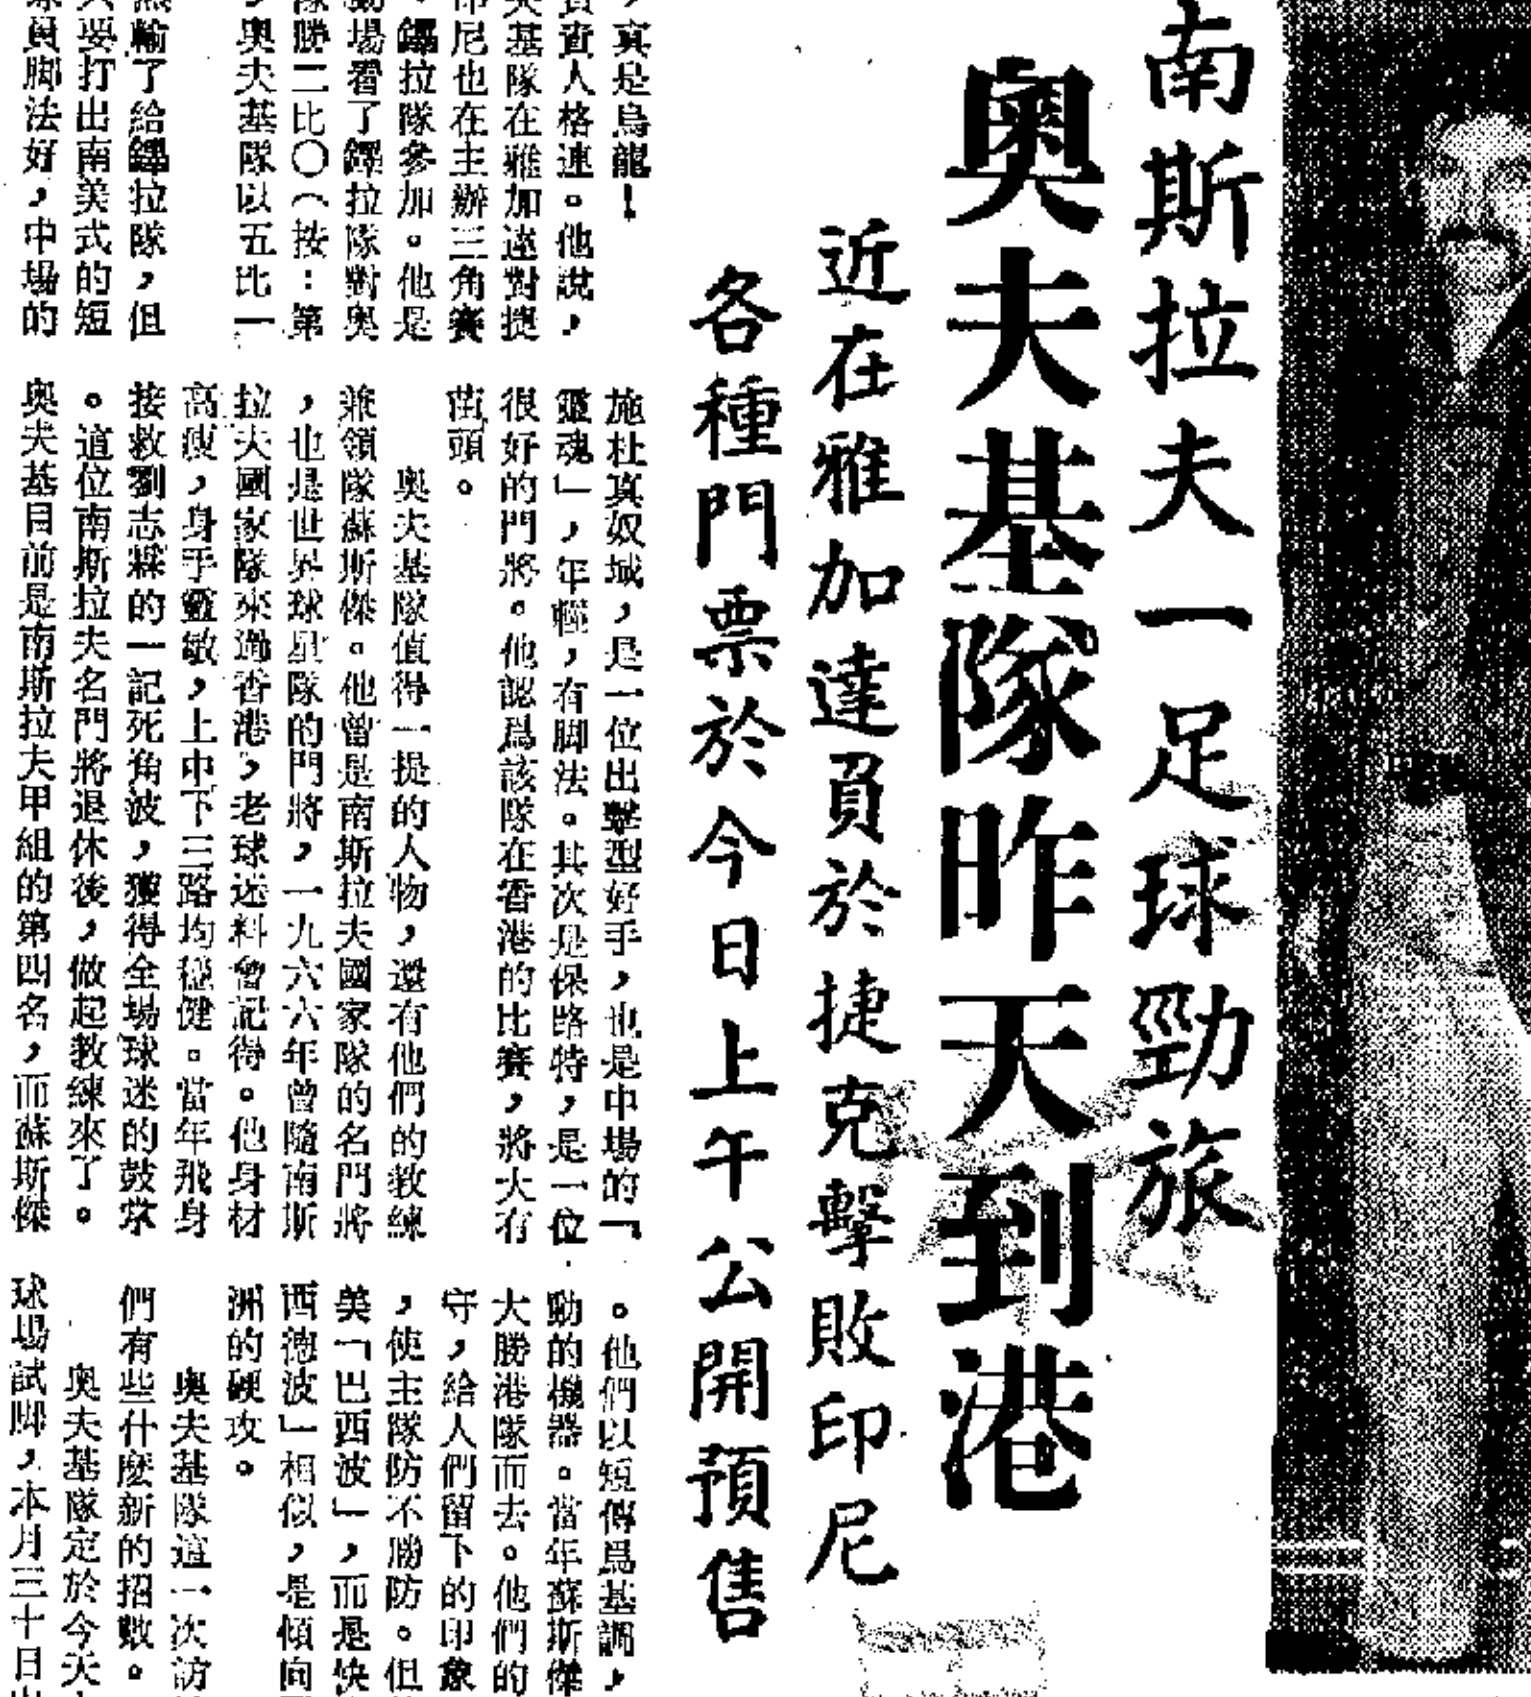 南斯拉夫一足球勁旅
奧夫基隊昨天到港
近在雅加達負於捷克擊敗印尼
各種門票於今日上午公開預售
，真是烏龍！
責人格連。他說，
夫基隊在雅加達對捷
印尼也在主辦三角賽
。鐸拉隊參加。他是
動場看了鐸拉隊對奧
隊勝二比〇（按：第
，奧夫基隊以五比一
輸了給鐸拉隊，但
要打出南美式的短
球員脚法好，中場的
施杜真奴域，是一位出擊型好手，也是中場的「
靈魂」，年輕，有脚法。其次是保路特，是一位
很好的門將。他認爲該隊在香港的比賽，將大有
苗頭。
奧夫基隊值得一提的人物，還有他們的教練
兼領隊蘇斯傑。他曾是南斯拉夫國家隊的名門將
，也是世界球星隊的門將，一九六六年曾隨南斯
拉夫國家隊來過香港，老球迷料會記得。他身材
高瘦，身手靈敏，上中下三路均穩健。當年飛身
接救劉志霖的一記死角波，獲得全場球迷的鼓掌
。這位南斯拉夫名門將退休後，做起教練來了。
奧夫基目前是南斯拉夫甲組的第四名，而蘇斯傑
。他們以短傳爲基調，
動的機器。當年蘇斯傑
大勝港隊而去。他們的
守，給人們留下的印象
，使主隊防不勝防。但
美「巴西波」，而是快
西德波」相似，是傾向
洲的硬攻。
奧夫基隊這一次訪
們有些什麼新的招數。
奧夫基隊定於今天
球場試脚，本月三十日